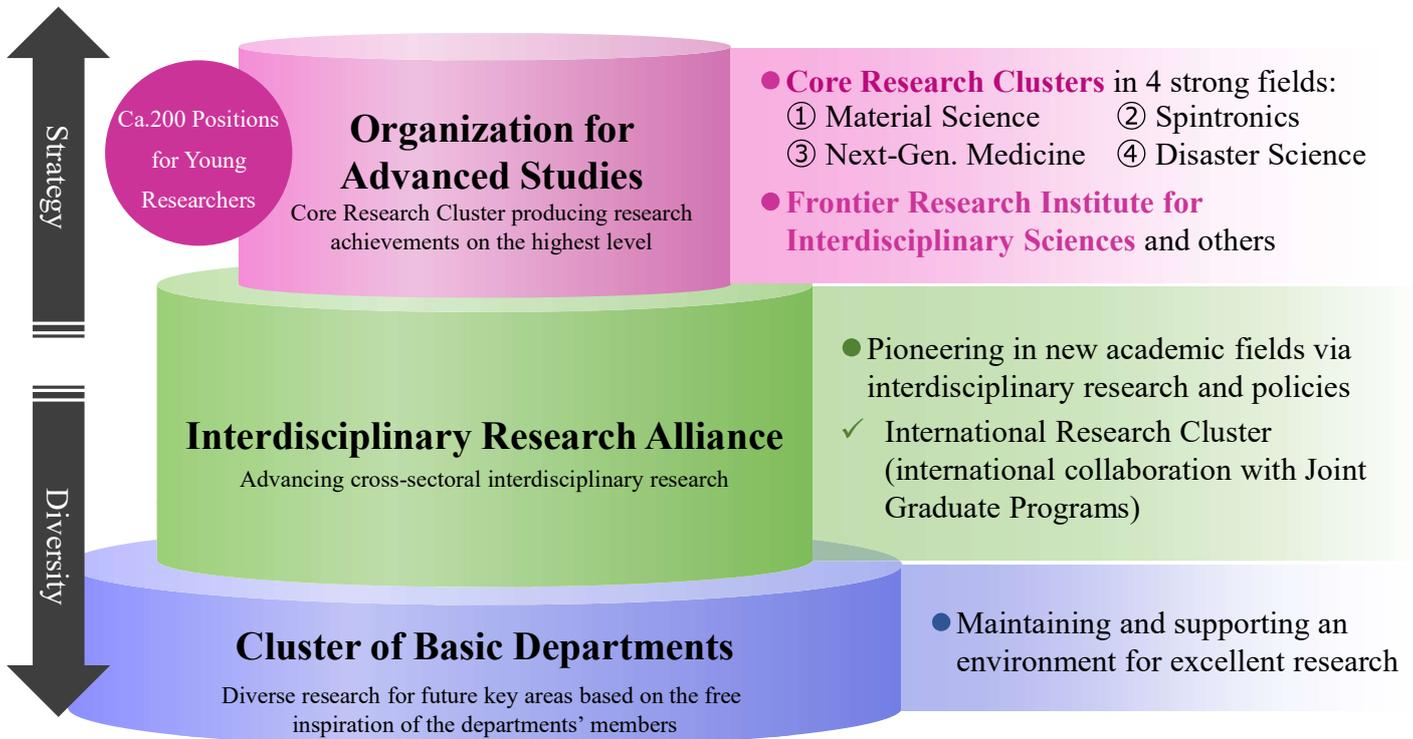 Strategy
Ca.200 Positions
for Young
Researchers
Organization for
Advanced Studies
Core Research Cluster producing research
achievements on the highest level
●Core Research Clusters in 4 strong fields:
① Material Science ② Spintronics
③ Next-Gen. Medicine ④ Disaster Science
●Frontier Research Institute for
Interdisciplinary Sciences and others
Interdisciplinary Research Alliance
Advancing cross-sectoral interdisciplinary research
●Pioneering in new academic fields via
interdisciplinary research and policies
✓ International Research Cluster
(international collaboration with Joint
Graduate Programs)
Diversity
Cluster of Basic Departments
Diverse research for future key areas based on the free
inspiration of the departments’ members
●Maintaining and supporting an
environment for excellent research